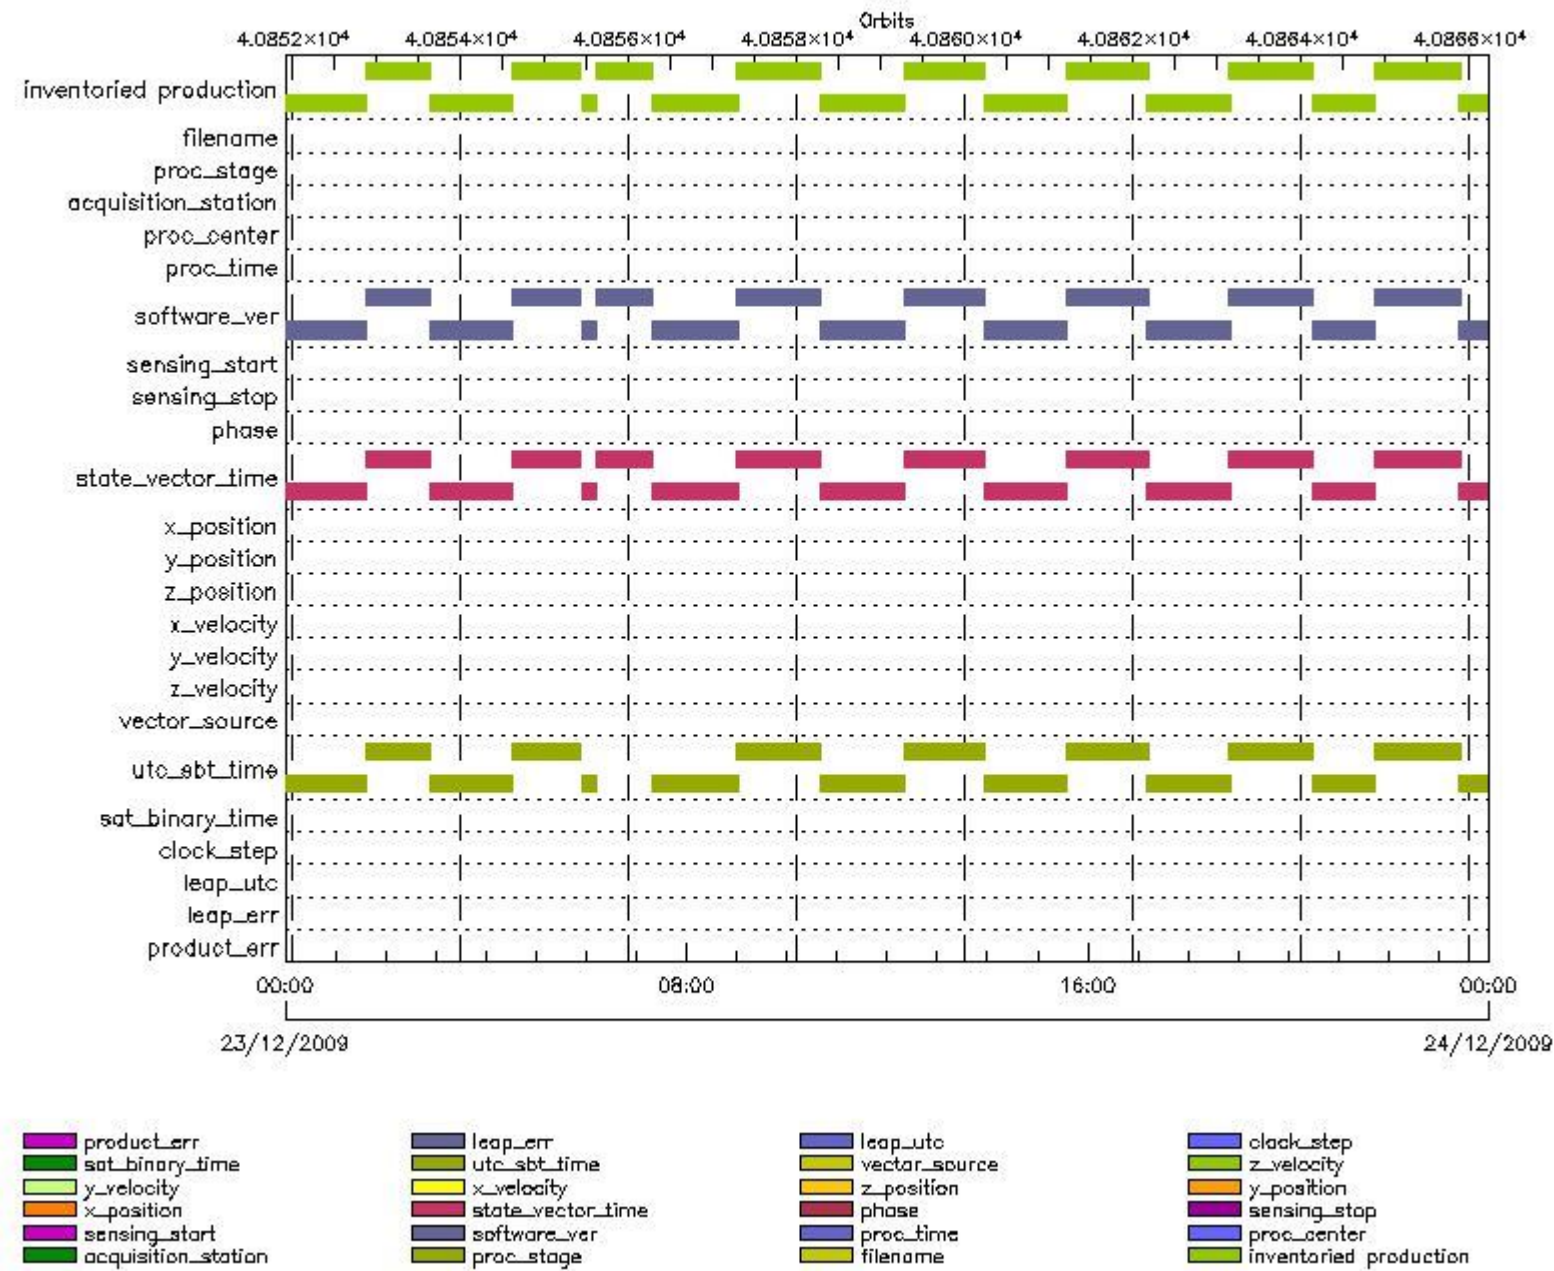 Orbits
4.0852×10⁴ 4.0854×10⁴ 4.0856×10⁴ 4.0858×10⁴ 4.0860×10⁴ 4.0862×10⁴ 4.0864×10⁴ 4.0866×10⁴
inventoried production
filename
proc_stage
acquisition_station
proc_center
proc_time
software_ver
sensing_start
sensing_stop
phase
state_vector_time
x_position
y_position
z_position
x_velocity
y_velocity
z_velocity
vector_source
utc_sbt_time
sat_binary_time
clock_step
leap_utc
leap_err
product_err
00:00 08:00 16:00 00:00
23/12/2009 24/12/2009
product_err leap_err leap_utc clock_step
sat_binary_time utc_sbt_time vector_source z_velocity
y_velocity x_velocity z_position y_position
x_position state_vector_time phase sensing_stop
sensing_start software_ver proc_time proc_center
acquisition_station proc_stage filename inventoried production